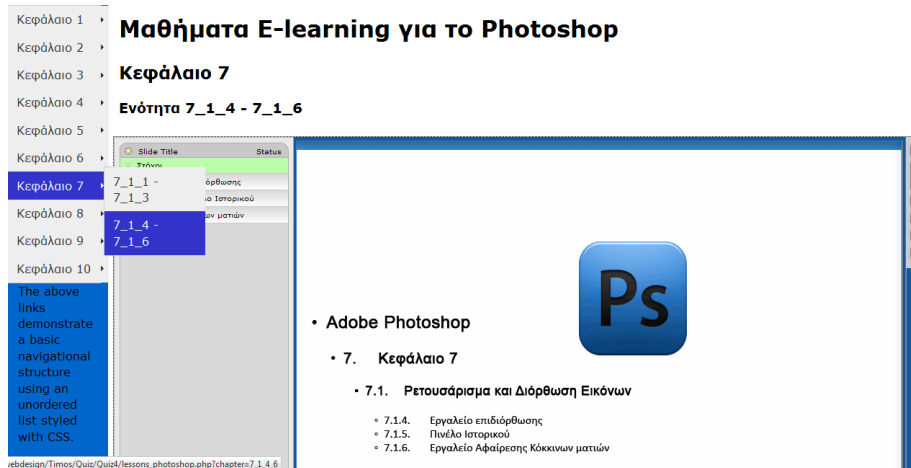 Κεφάλαιο 1
Κεφάλαιο 2
Κεφάλαιο 3
Κεφάλαιο 4
Κεφάλαιο 5
Κεφάλαιο 6
Κεφάλαιο 7
Κεφάλαιο 8
Κεφάλαιο 9
Κεφάλαιο 10
7_1_1 -
7_1_3
7_1_4 -
7_1_6
The above
links
demonstrate
a basic
navigational
structure
using an
unordered
list styled
with CSS.
Μαθήματα E-learning για το Photoshop
Κεφάλαιο 7
Ενότητα 7_1_4 - 7_1_6
Slide Title Status
Στόχοι
Ps
• Adobe Photoshop
• 7. Κεφάλαιο 7
• 7.1. Ρετουσάρισμα και Διόρθωση Εικόνων
◦ 7.1.4. Εργαλείο επιδιόρθωσης
◦ 7.1.5. Πινέλο Ιστορικού
◦ 7.1.6. Εργαλείο Αφαίρεσης Κόκκινων ματιών
ebdesign/Timos/Quiz/Quiz4/lessons_photoshop.php?chapter=7_1_4_6